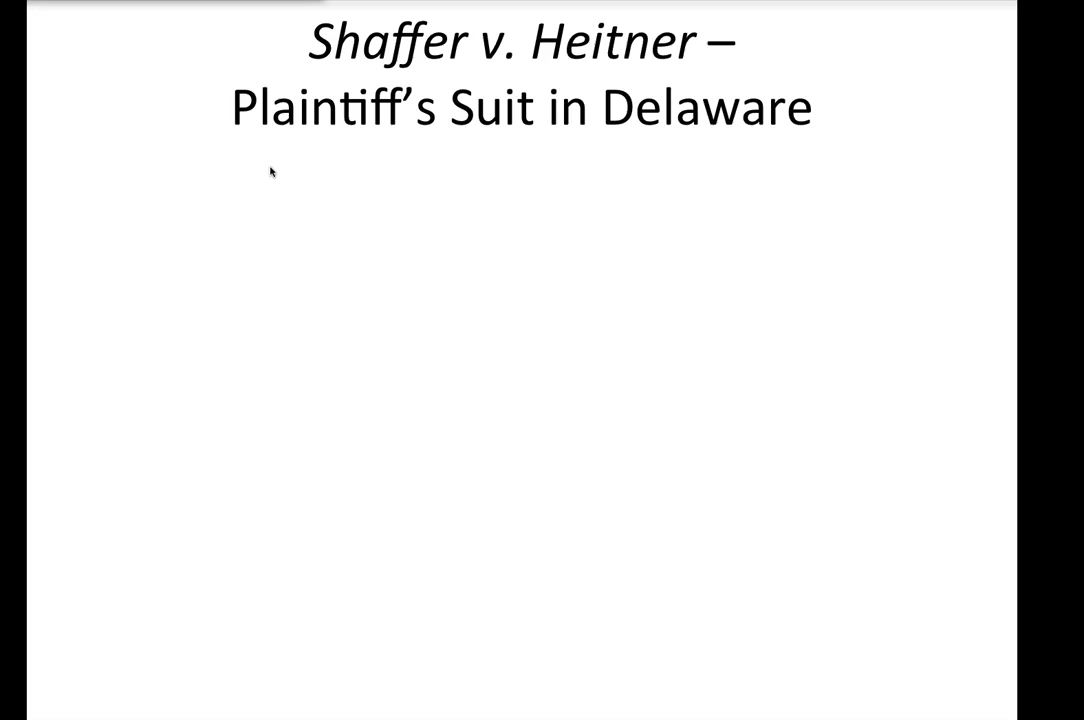 Shaffer v. Heitner –
Plaintiff’s Suit in Delaware